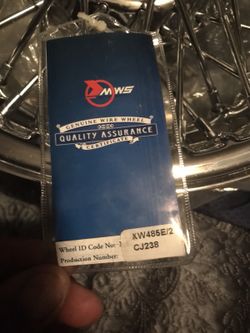 MWS
GENUINE WIRE WHEEL
QUALITY ASSURANCE
CERTIFICATE
Wheel ID Code No:
XW485E/2
Production Number:
CJ238